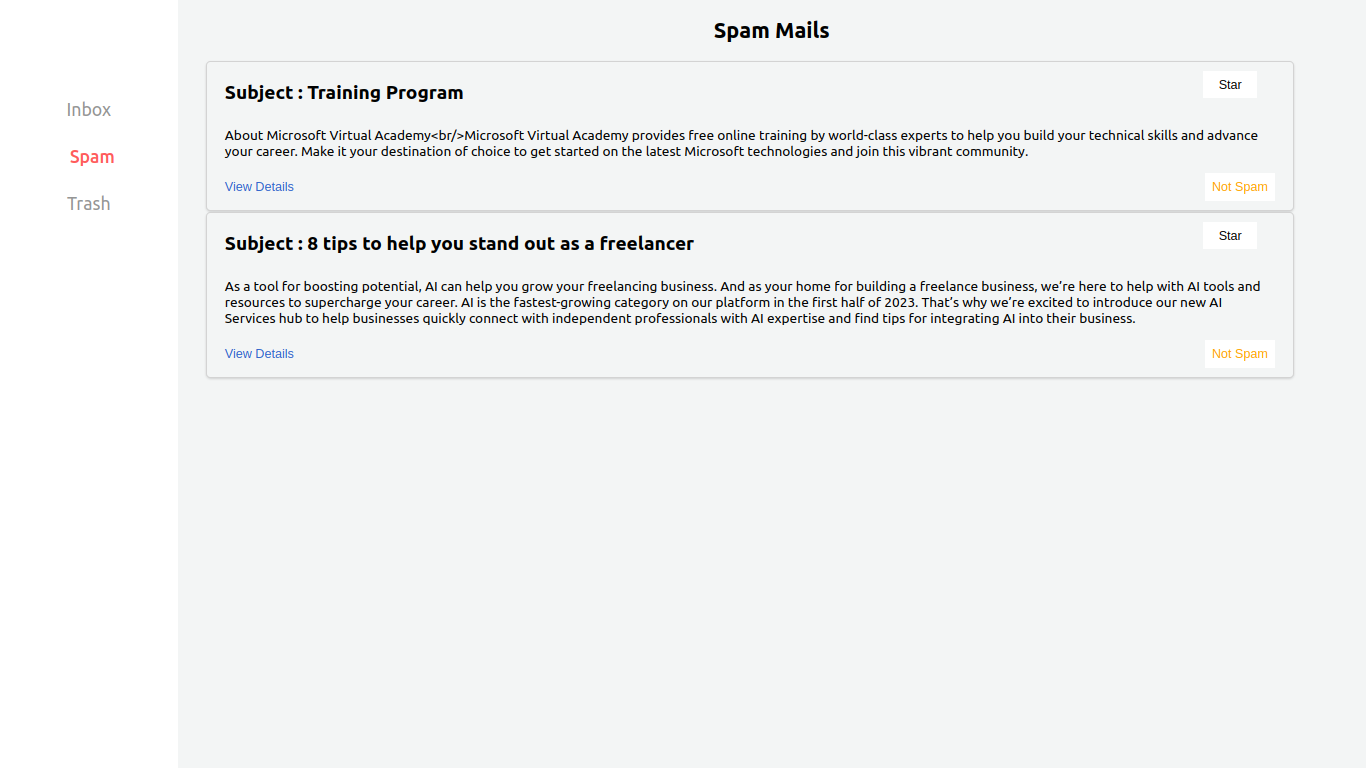 Spam Mails
Inbox
Spam
Trash
Subject : Training Program
Star
About Microsoft Virtual Academy<br/>Microsoft Virtual Academy provides free online training by world-class experts to help you build your technical skills and advance
your career. Make it your destination of choice to get started on the latest Microsoft technologies and join this vibrant community.
View Details
Not Spam
Subject : 8 tips to help you stand out as a freelancer
Star
As a tool for boosting potential, AI can help you grow your freelancing business. And as your home for building a freelance business, we’re here to help with AI tools and
resources to supercharge your career. AI is the fastest-growing category on our platform in the first half of 2023. That’s why we’re excited to introduce our new AI
Services hub to help businesses quickly connect with independent professionals with AI expertise and find tips for integrating AI into their business.
View Details
Not Spam